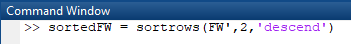 Command Window
>> sortedFW = sortrows(FW',2,'descend')